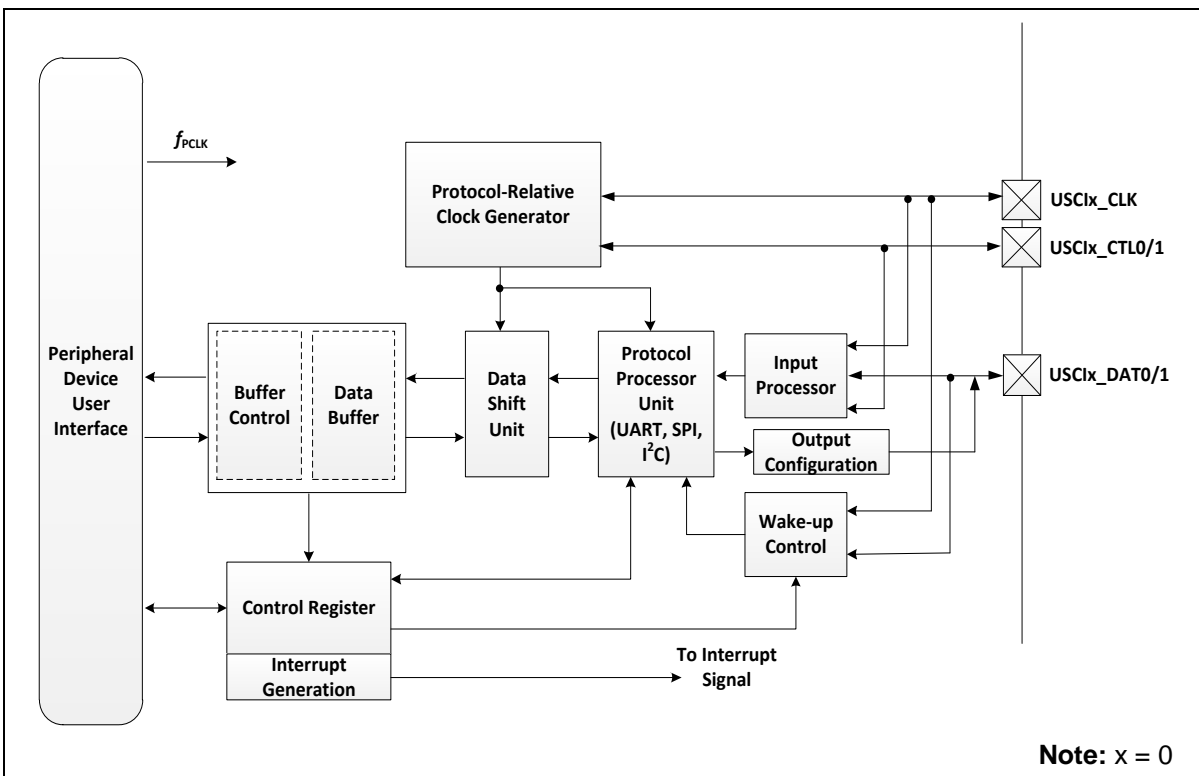 fPCLK
Protocol-Relative
Clock Generator
USCIx_CLK
USCIx_CTL0/1
Peripheral
Device
User
Interface
Buffer
Control
Data
Buffer
Data
Shift
Unit
Protocol
Processor
Unit
(UART, SPI,
I²C)
Input
Processor
USCIx_DAT0/1
Output
Configuration
Wake-up
Control
Control Register
Interrupt
Generation
To Interrupt
Signal
Note: x = 0